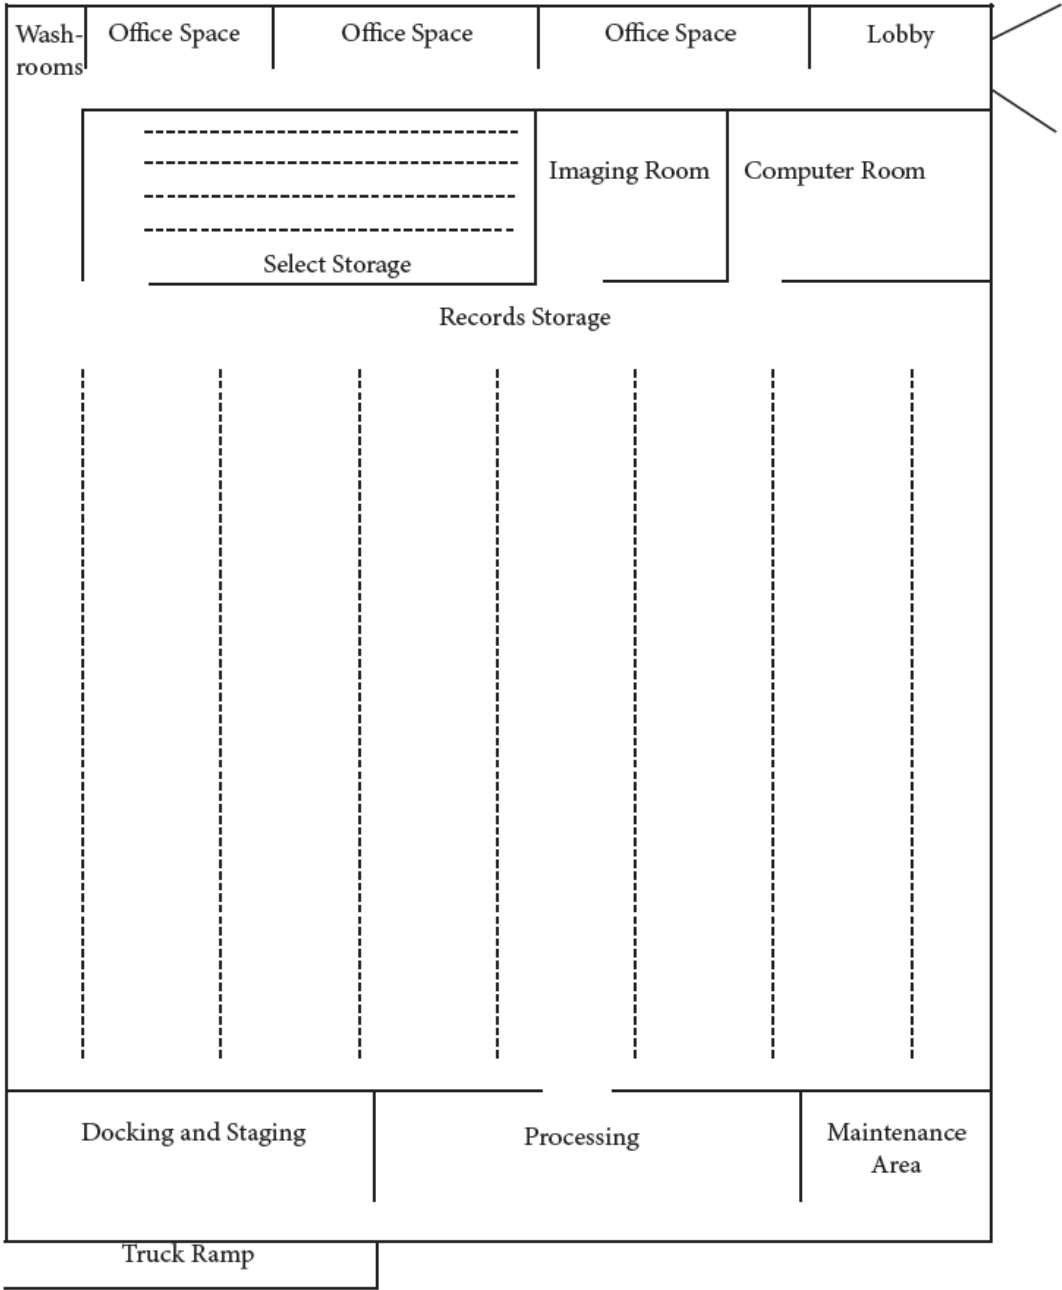 Wash-
rooms
Office Space
Office Space
Office Space
Lobby
Imaging Room
Computer Room
Select Storage
Records Storage
Docking and Staging
Processing
Maintenance
Area
Truck Ramp